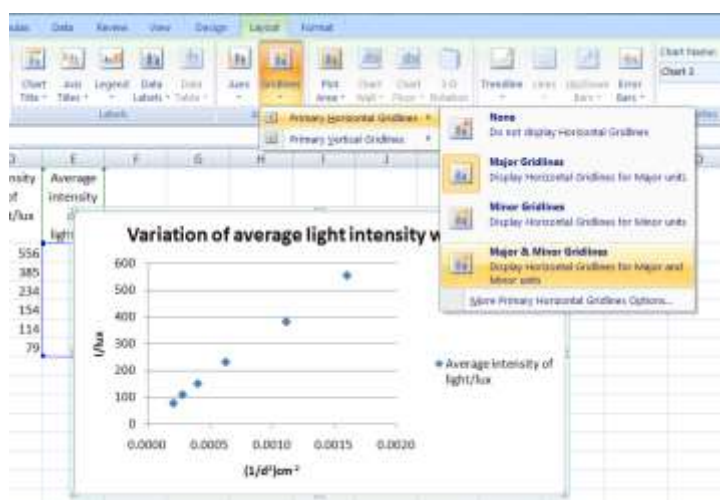 Data Review View Design Layout Format
Chart Axis Legend Data Data Axes Gridlines Plot Chart Chart 3-D Trendline Lines Up/Down Error
Title Titles Labels Table Area Wall Floor Rotation Bars Bars
Chart Name:
Chart 1
Labels
Primary Horizontal Gridlines
Primary Vertical Gridlines
None
Do not display Horizontal Gridlines
Major Gridlines
Display Horizontal Gridlines for Major units
Minor Gridlines
Display Horizontal Gridlines for Minor units
Major & Minor Gridlines
Display Horizontal Gridlines for Major and
Minor units
More Primary Horizontal Gridlines Options...
E F G H I J
Average
intensity
556
385
234
154
114
79
Variation of average light intensity w
600
500
400
300
200
100
0
I/lux
0.0000 0.0005 0.0010 0.0015 0.0020
(1/d²)cm⁻²
Average intensity of
light/lux